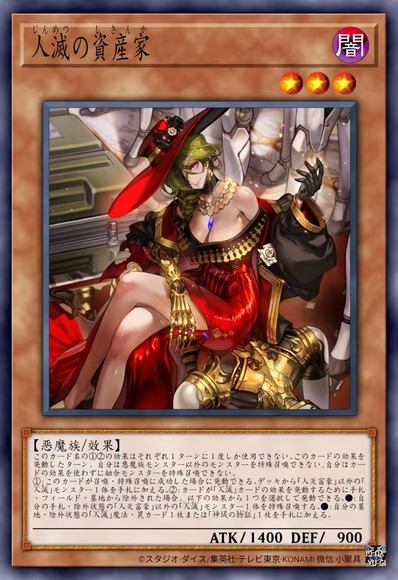 じんめつ しさんか
人滅の資産家
闇
【悪魔族/効果】
このカード名の①②の効果はそれぞれ1ターンに1度しか使用できない。このカードの効果を
発動したターン、自分は悪魔族モンスター以外のモンスターを特殊召喚できない。自分はカー
ドの効果を使わずに融合モンスターを特殊召喚できない。
①:このカードが召喚・特殊召喚に成功した場合に発動できる。デッキから「人災富豪」以外の「
人滅」モンスター1体を手札に加える。②:カードが「人滅」カードの効果を発動するために手札
・フィールド・墓地から除外された場合、以下の効果から1つを選択して発動できる。●:自
分の手札・除外状態の「人災富豪」以外の「人滅」モンスター1体を特殊召喚する。●:自分の墓
地・除外状態の「人滅」魔法・罠カード1枚または「神域の物証」1枚を手札に加える。
ATK/1400 DEF/ 900
©スタジオ・ダイス/集英社・テレビ東京・KONAMI 微信:小聚具